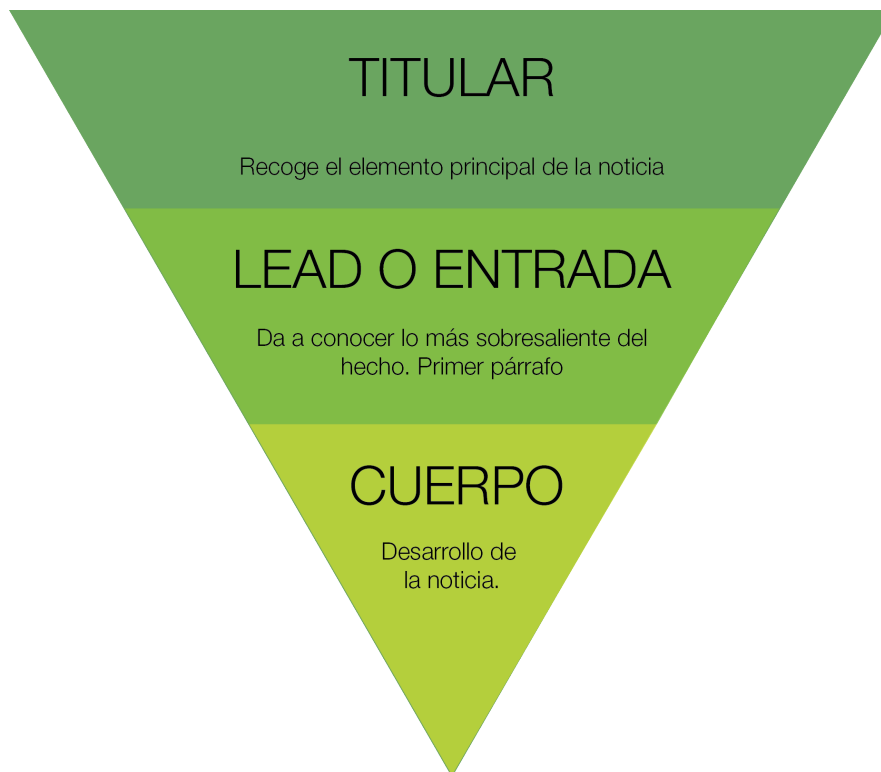 TITULAR
Recoge el elemento principal de la noticia
LEAD O ENTRADA
Da a conocer lo más sobresaliente del
hecho. Primer párrafo
CUERPO
Desarrollo de
la noticia.